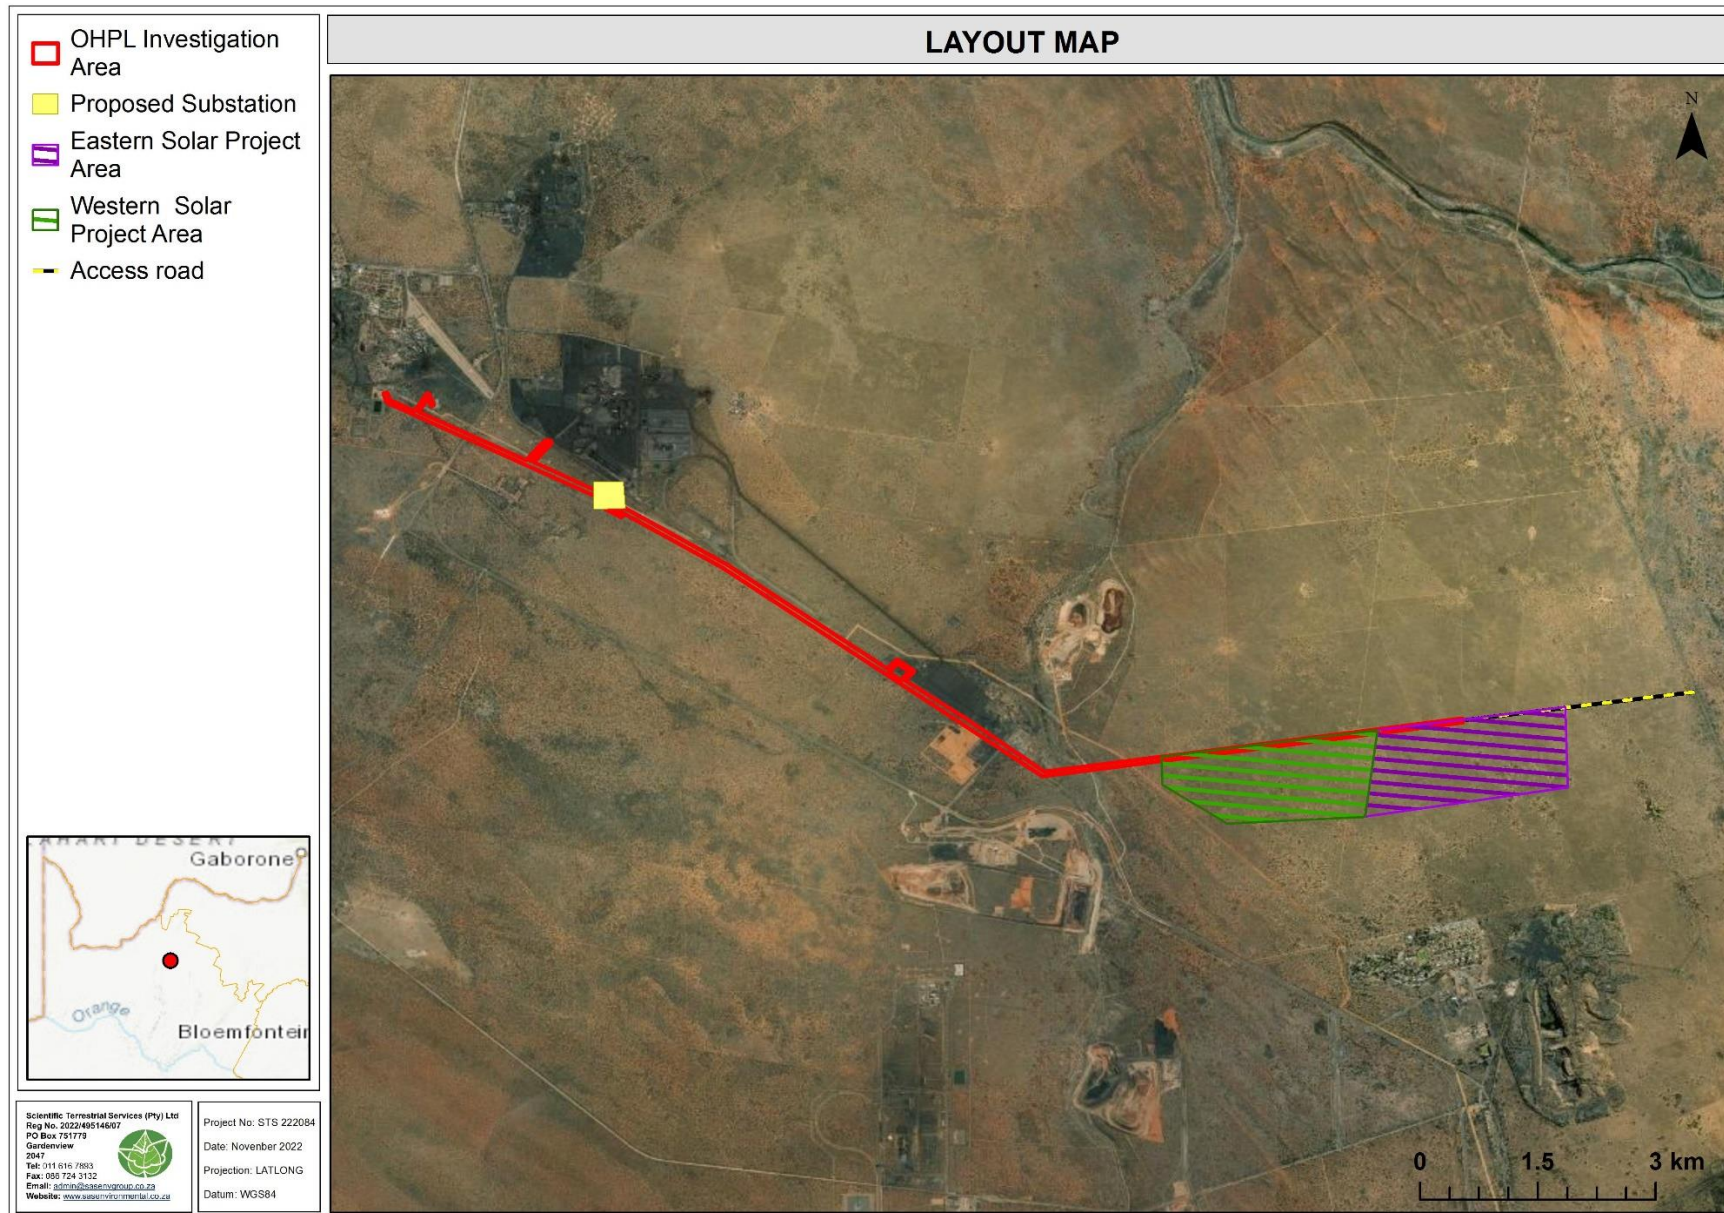 LAYOUT MAP
OHPL Investigation
Area
Proposed Substation
Eastern Solar Project
Area
Western Solar
Project Area
Access road
N
0 1.5 3 km
LAHARI DESERT
Gaborone
Orange
Bloemfontein
Scientific Terrestrial Services (Pty) Ltd
Reg No. 2022/495146/07
PO Box 751779
Gardenview
2047
Tel: 011 616 7893
Fax: 086 724 3132
Email: admin@sasenvgroup.co.za
Website: www.sasenvironmental.co.za
Project No: STS 222084
Date: Novenber 2022
Projection: LATLONG
Datum: WGS84